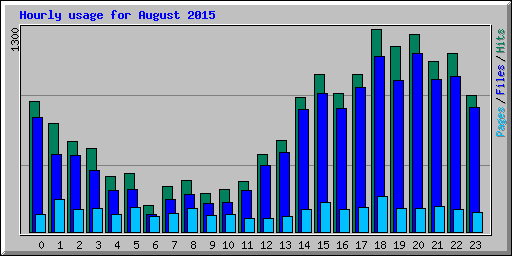 Hourly usage for August 2015
1300
Pages/Files/Hits
0 1 2 3 4 5 6 7 8 9 10 11 12 13 14 15 16 17 18 19 20 21 22 23